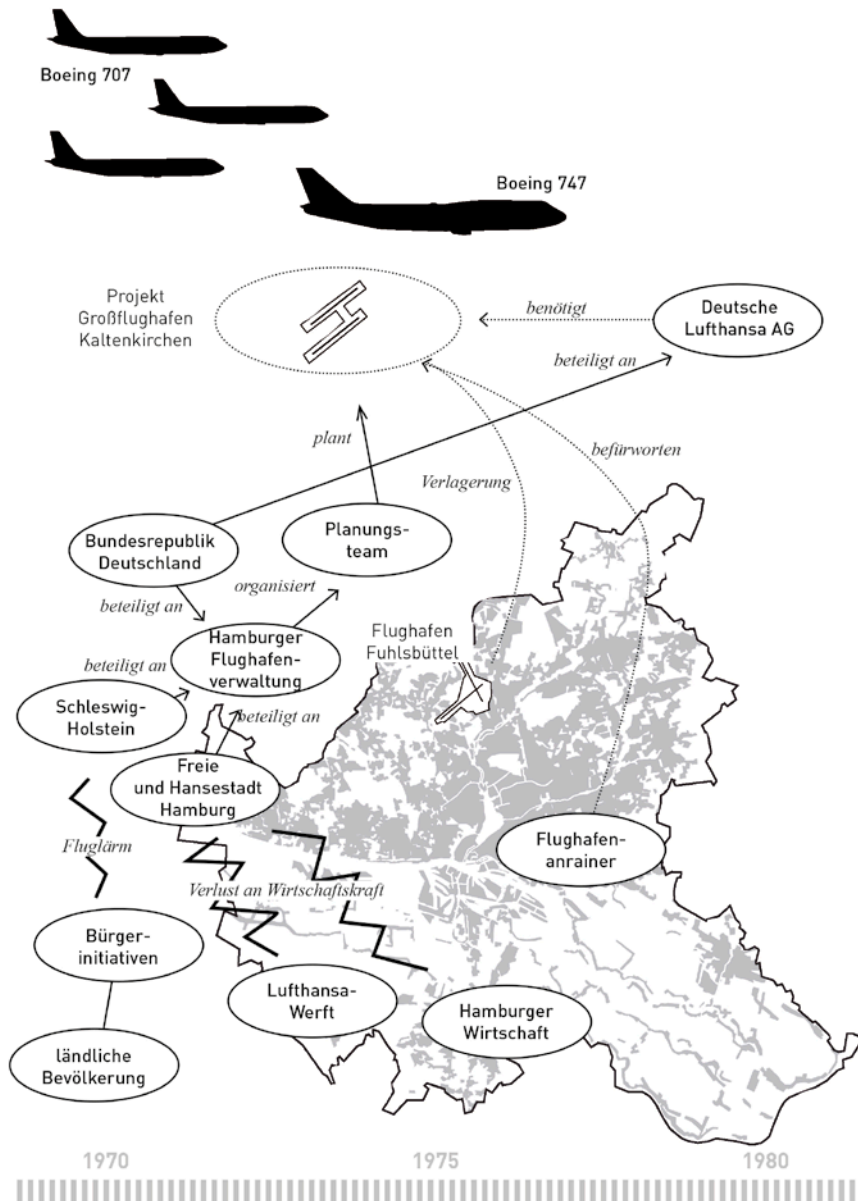 Boeing 707
Boeing 747
Projekt
Großflughafen
Kaltenkirchen
benötigt
Deutsche
Lufthansa AG
beteiligt an
plant
befürworten
Verlagerung
Bundesrepublik
Deutschland
Planungs-
team
beteiligt an
organisiert
Hamburger
Flughafen-
verwaltung
Flughafen
Fuhlsbüttel
beteiligt an
Schleswig-
Holstein
beteiligt an
Freie
und Hansestadt
Hamburg
Fluglärm
Verlust an Wirtschaftskraft
Flughafen-
anrainer
Bürger-
initiativen
Lufthansa-
Werft
Hamburger
Wirtschaft
ländliche
Bevölkerung
1970
1975
1980